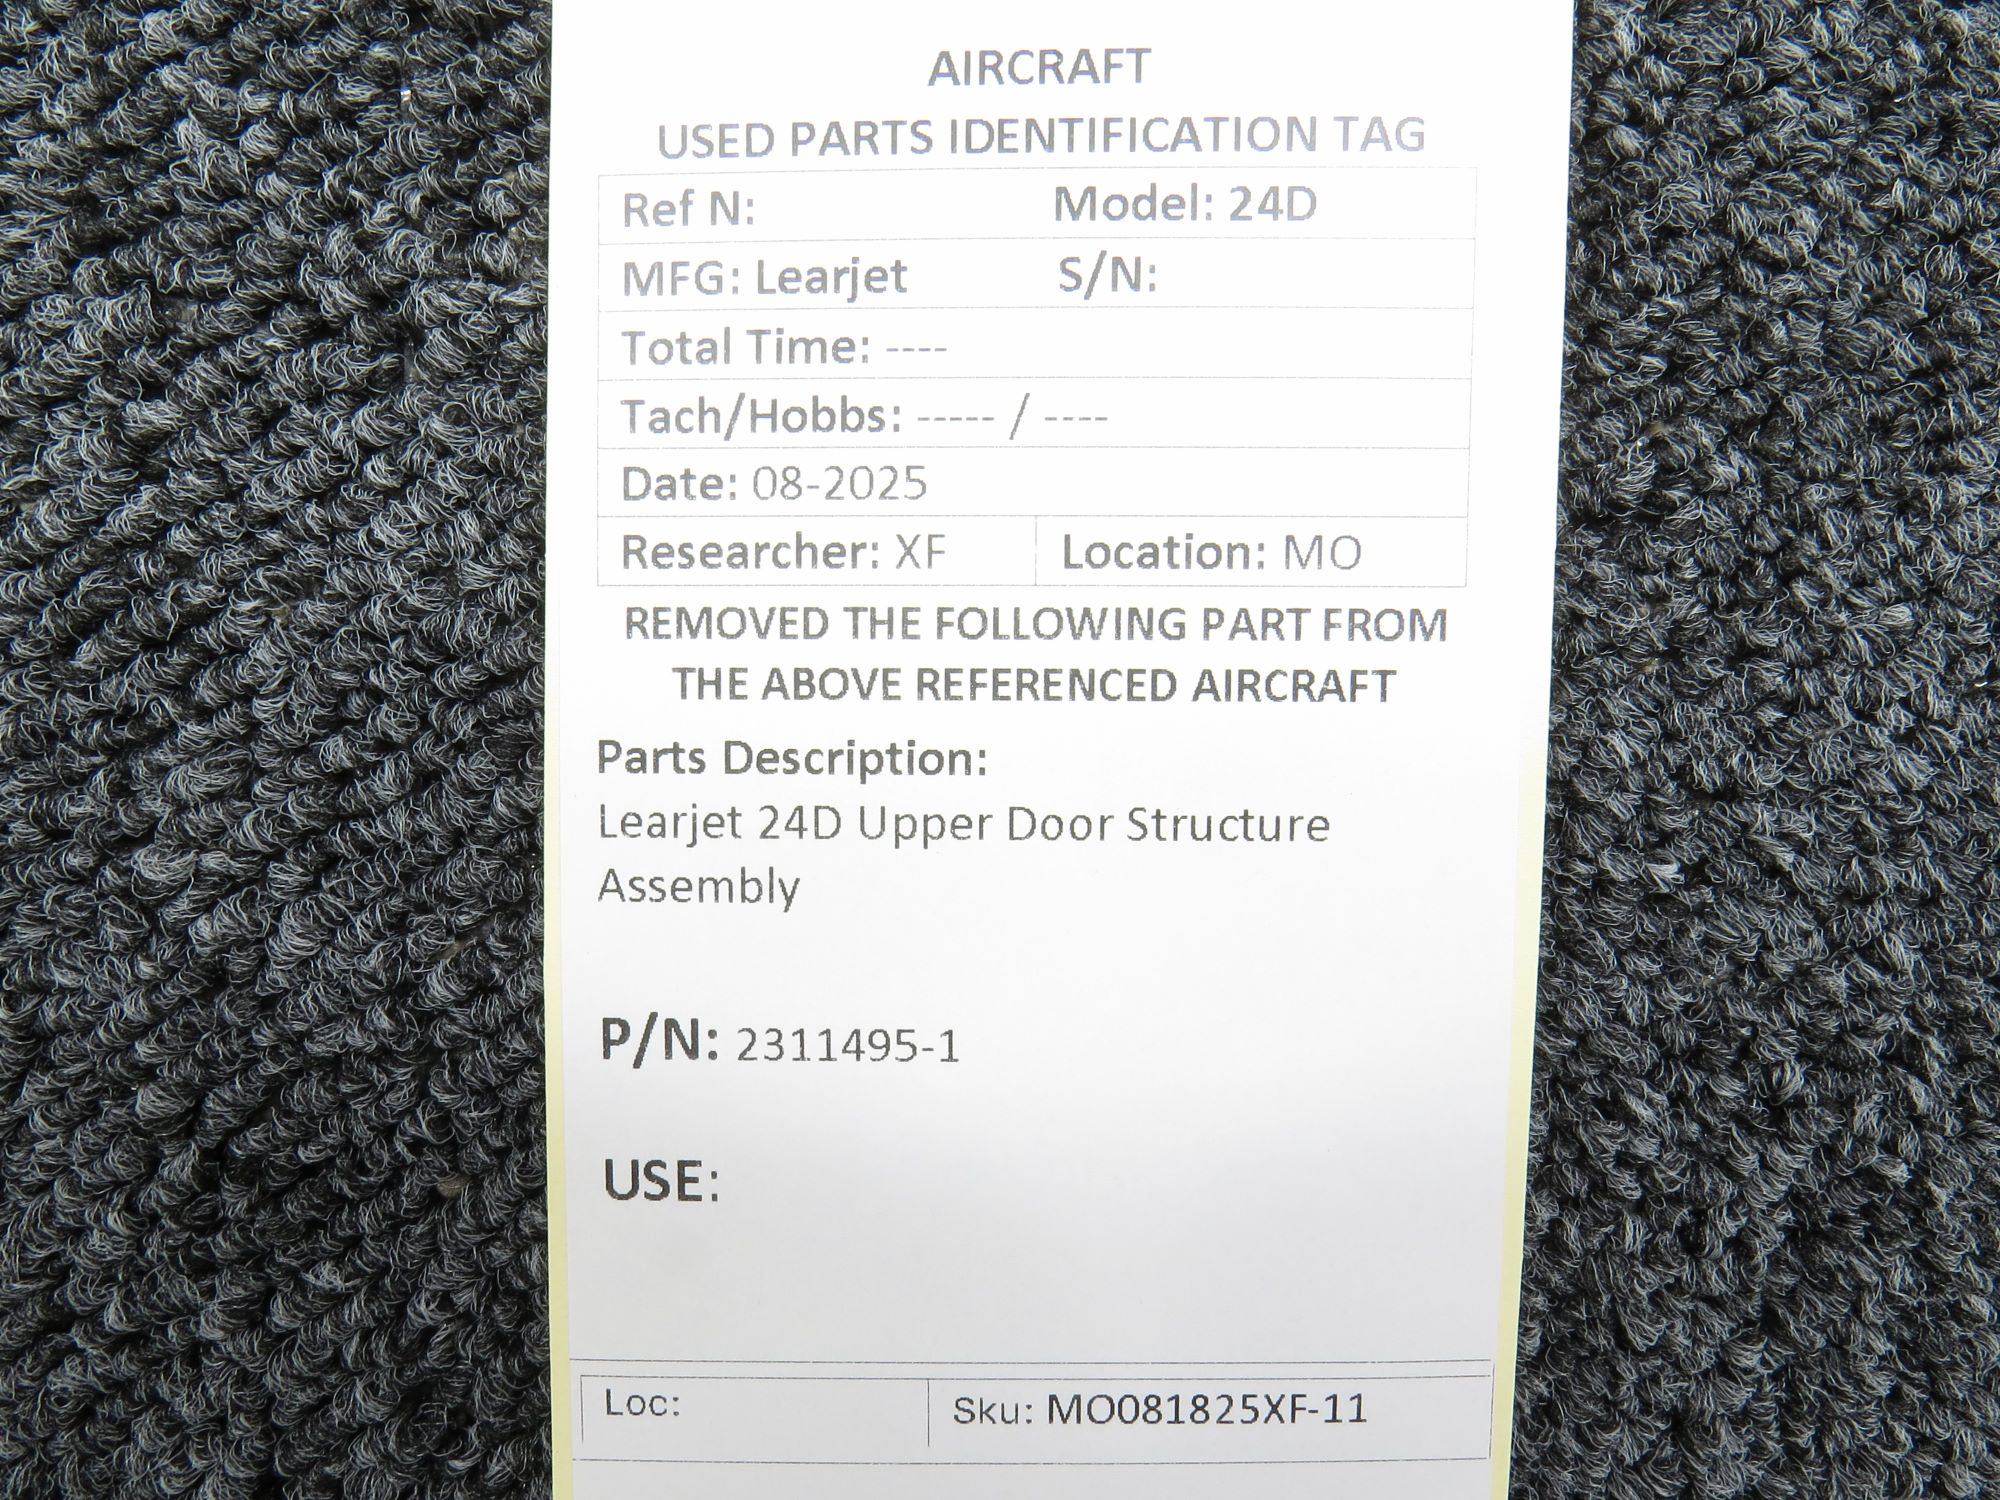 AIRCRAFT
USED PARTS IDENTIFICATION TAG
Ref N: Model: 24D
MFG: Learjet S/N:
Total Time: ----
Tach/Hobbs: ----- / ----
Date: 08-2025
Researcher: XF Location: MO
REMOVED THE FOLLOWING PART FROM
THE ABOVE REFERENCED AIRCRAFT
Parts Description:
Learjet 24D Upper Door Structure
Assembly
P/N: 2311495-1
USE:
Loc: Sku: MO081825XF-11